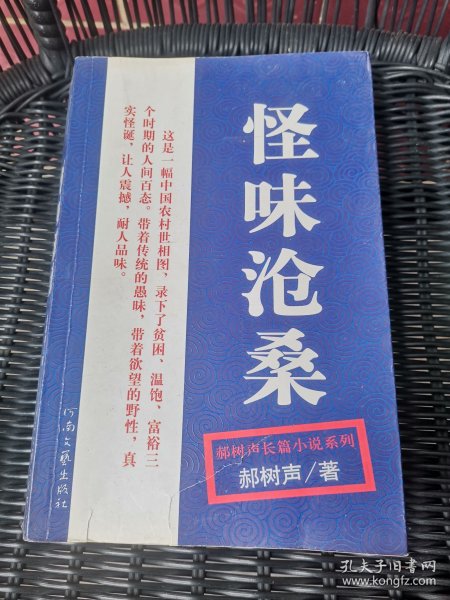 怪味沧桑
郝树声长篇小说系列
郝树声/著
这是一幅中国农村世相图，录下了贫困、温饱、富裕三
个时期的人间百态。带着传统的愚昧，带着欲望的野性，真
实怪诞，让人震撼，耐人品味。
河南文艺出版社
孔夫子旧书网
www.kongfz.com